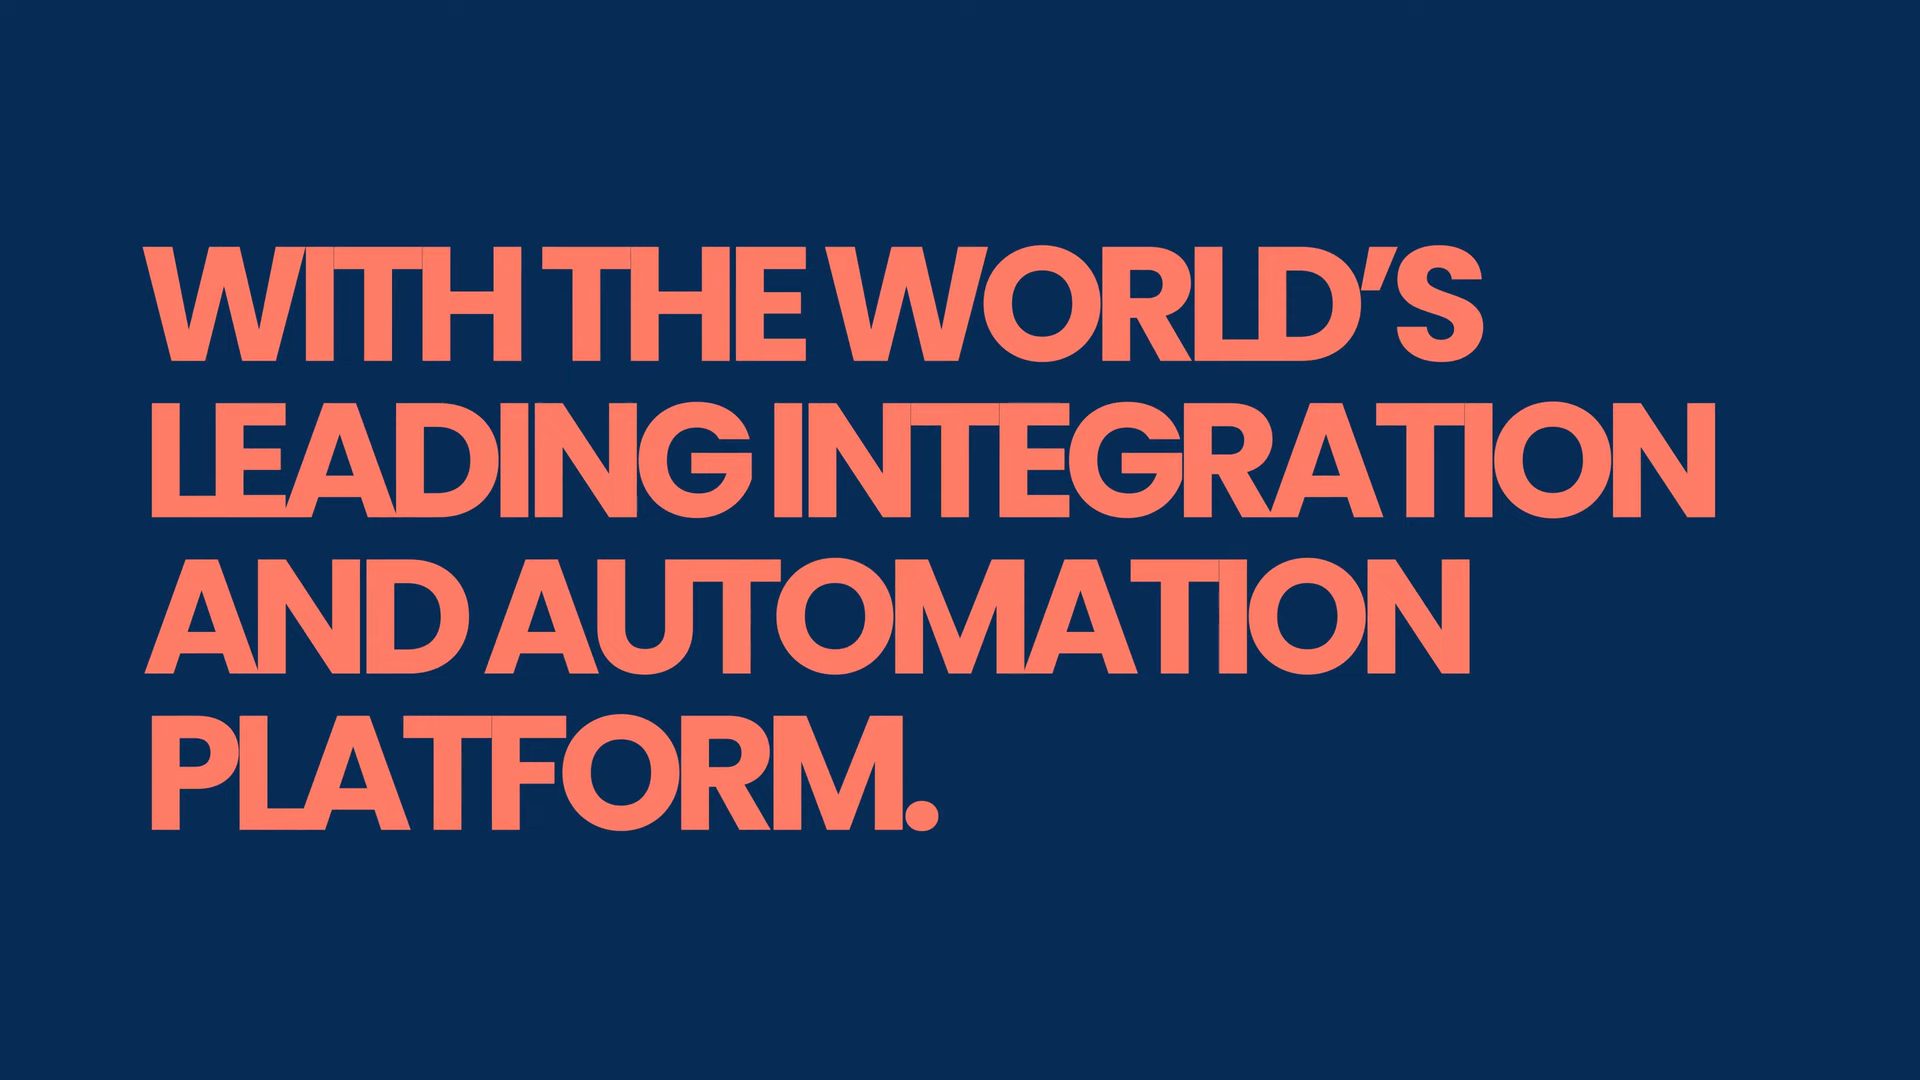 WITH THE WORLD’S
LEADING INTEGRATION
AND AUTOMATION
PLATFORM.